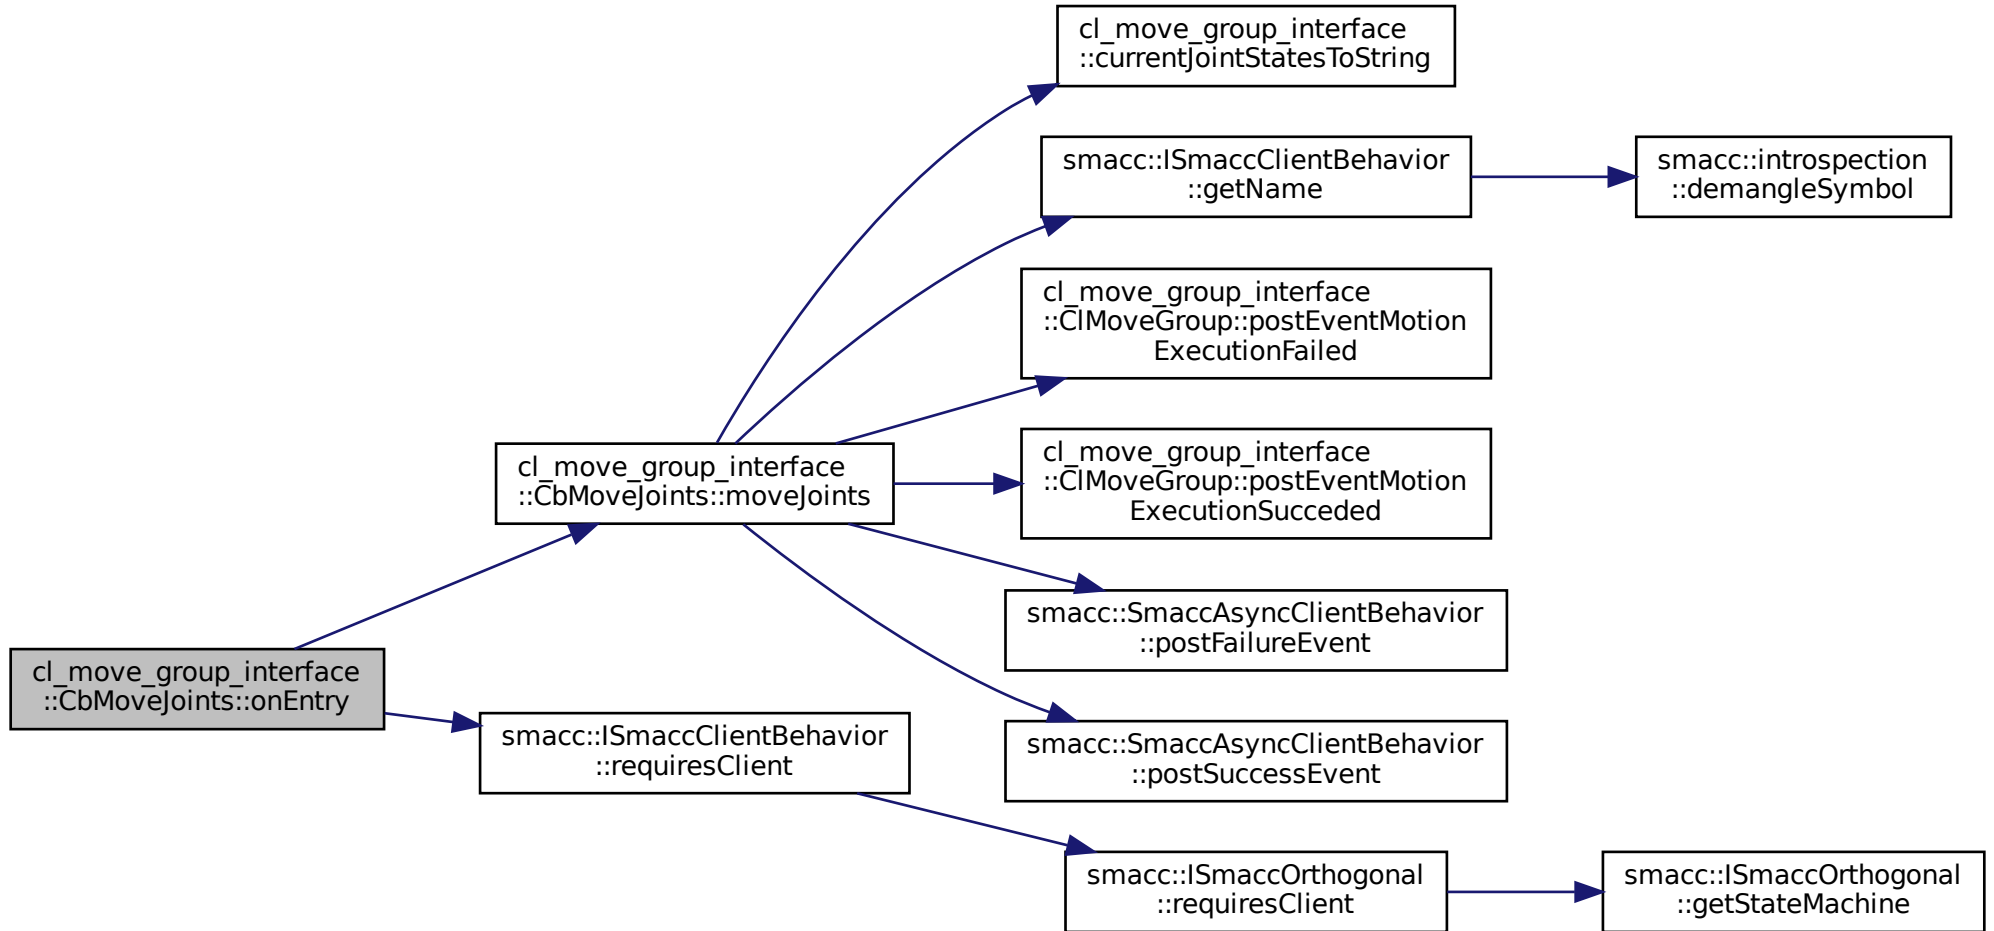 cl_move_group_interface
::currentJointStatesToString
smacc::ISmaccClientBehavior
::getName
smacc::introspection
::demangleSymbol
cl_move_group_interface
::ClMoveGroup::postEventMotion
ExecutionFailed
cl_move_group_interface
::CbMoveJoints::moveJoints
cl_move_group_interface
::ClMoveGroup::postEventMotion
ExecutionSucceded
smacc::SmaccAsyncClientBehavior
::postFailureEvent
cl_move_group_interface
::CbMoveJoints::onEntry
smacc::ISmaccClientBehavior
::requiresClient
smacc::SmaccAsyncClientBehavior
::postSuccessEvent
smacc::ISmaccOrthogonal
::requiresClient
smacc::ISmaccOrthogonal
::getStateMachine